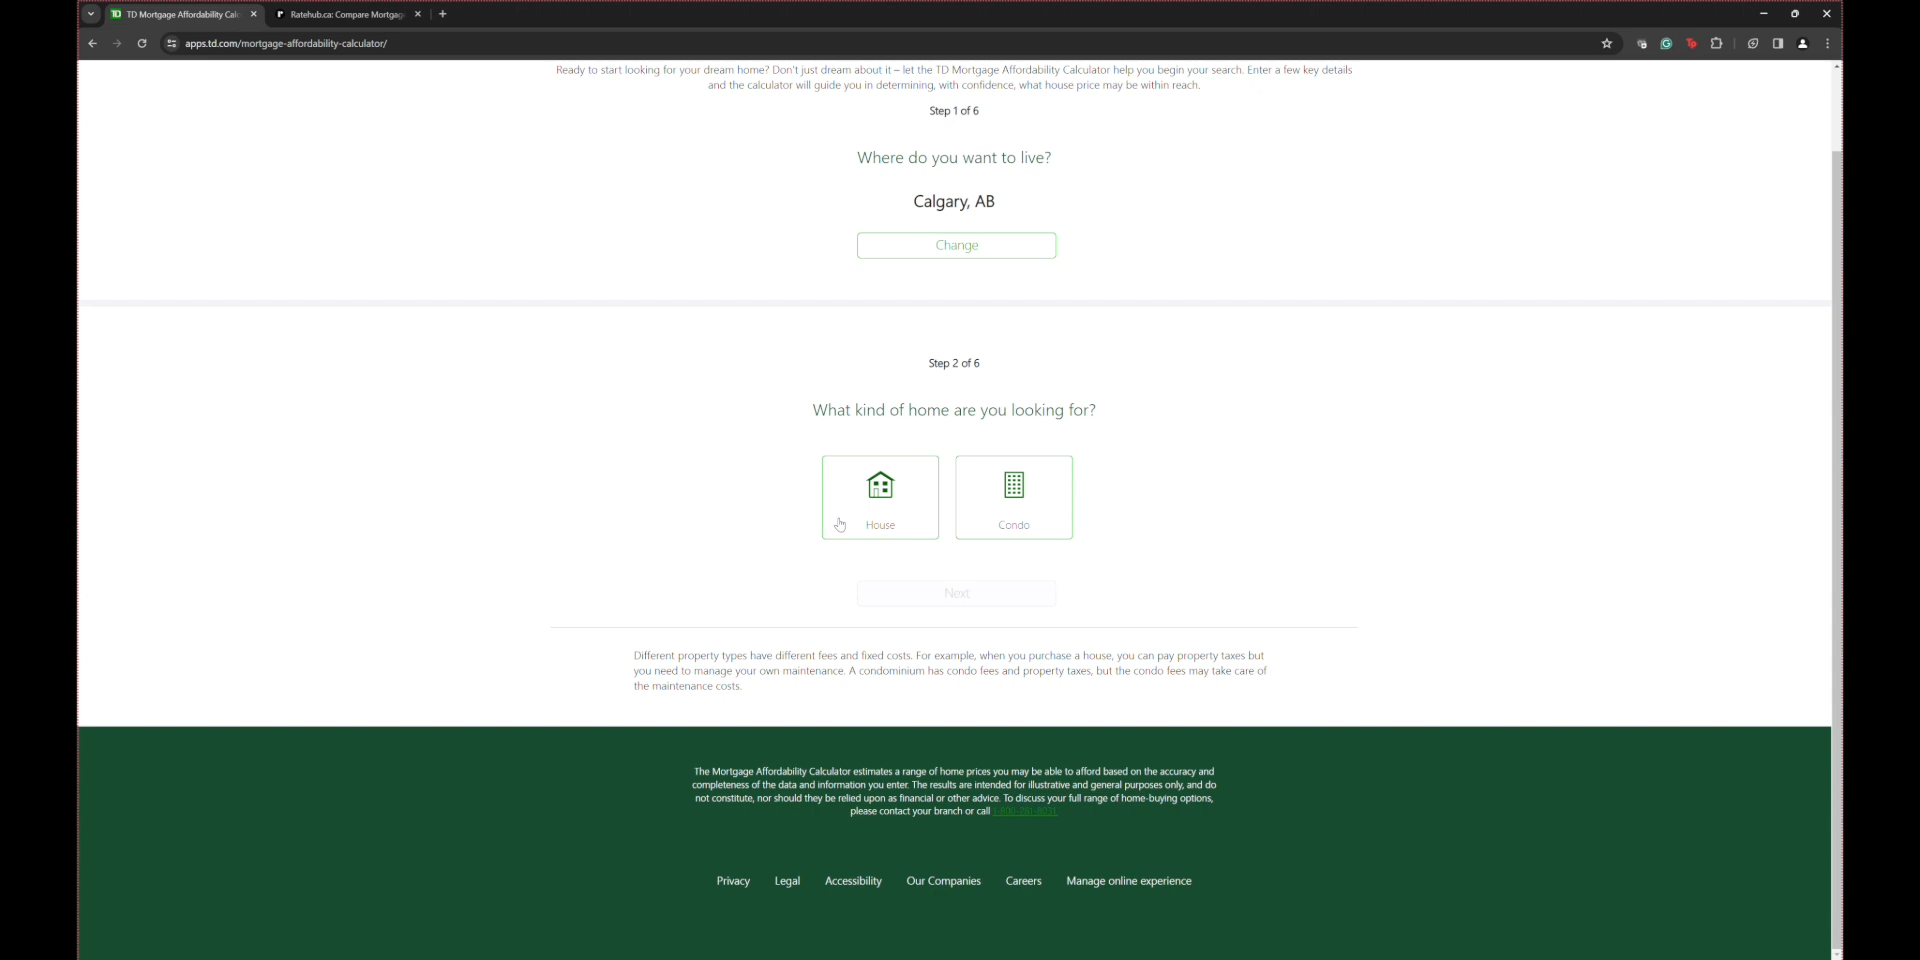 TD Mortgage Affordability Calc
Ratehub.ca: Compare Mortgag
apps.td.com/mortgage-affordability-calculator/
Ready to start looking for your dream home? Don't just dream about it – let the TD Mortgage Affordability Calculator help you begin your search. Enter a few key details
and the calculator will guide you in determining, with confidence, what house price may be within reach.
Step 1 of 6
Where do you want to live?
Calgary, AB
Change
Step 2 of 6
What kind of home are you looking for?
House
Condo
Next
Different property types have different fees and fixed costs. For example, when you purchase a house, you can pay property taxes but
you need to manage your own maintenance. A condominium has condo fees and property taxes, but the condo fees may take care of
the maintenance costs.
The Mortgage Affordability Calculator estimates a range of home prices you may be able to afford based on the accuracy and
completeness of the data and information you enter. The results are intended for illustrative and general purposes only, and do
not constitute, nor should they be relied upon as financial or other advice. To discuss your full range of home-buying options,
please contact your branch or call
Privacy
Legal
Accessibility
Our Companies
Careers
Manage online experience